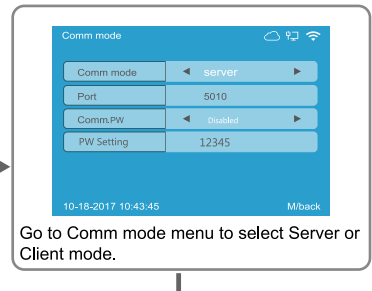 Comm mode
Comm mode ◄ server ►
Port 5010
Comm.PW ◄ Disabled ►
PW Setting 12345
10-18-2017 10:43:45 M/back
Go to Comm mode menu to select Server or
Client mode.